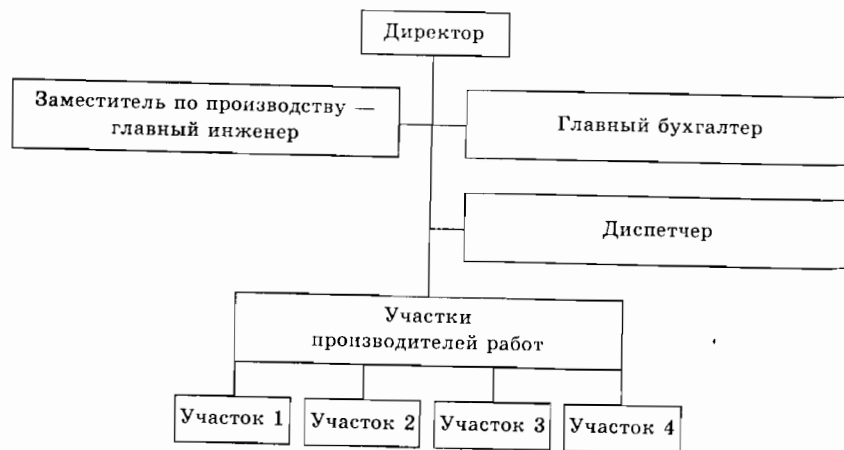 Директор
Заместитель по производству —
главный инженер
Главный бухгалтер
Диспетчер
Участки
производителей работ
Участок 1
Участок 2
Участок 3
Участок 4